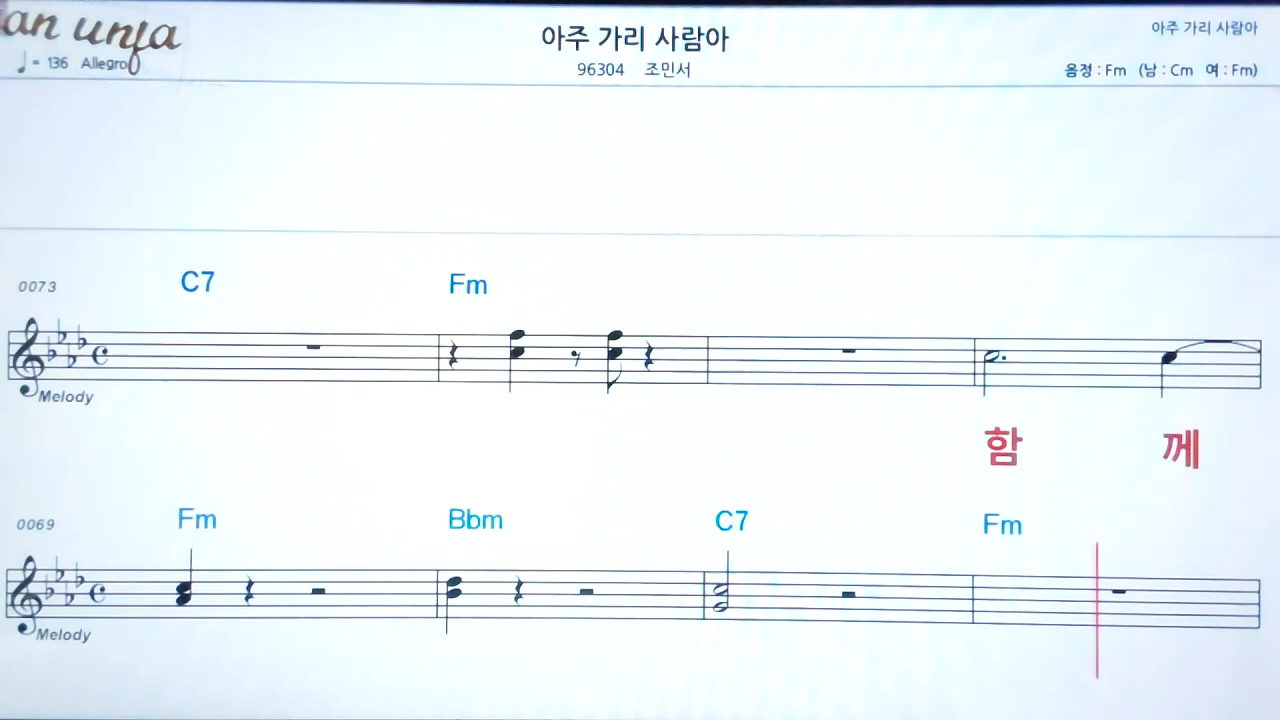 an unfa
♩= 136 Allegro
아주 가리 사람아
96304 조민서
아주 가리 사람아
음정 : Fm (남 : Cm 여 : Fm)
0073
C7 Fm
Melody
함 께
0069
Fm Bbm C7 Fm
Melody